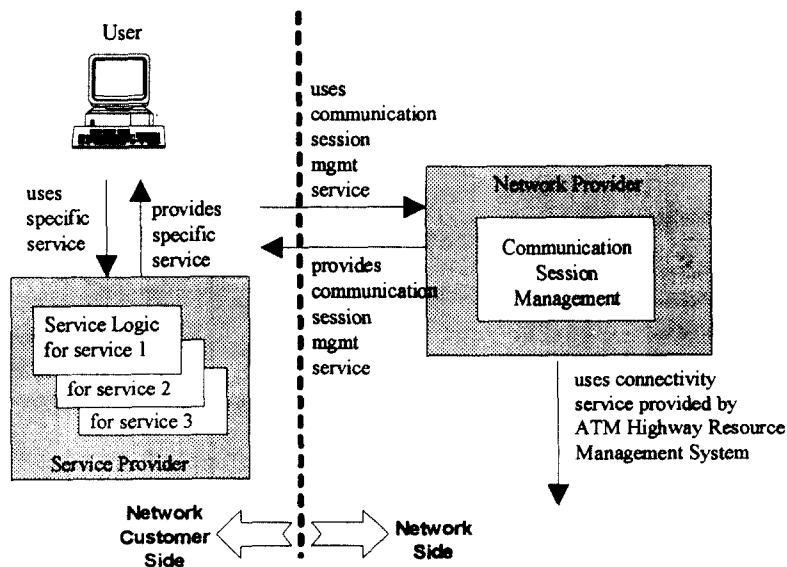 User
uses
communication
session
mgmt
service
uses
specific
service
provides
specific
service
Network Provider
Communication
Session
Management
provides
communication
session
mgmt
service
Service Logic
for service 1
for service 2
for service 3
Service Provider
uses connectivity
service provided by
ATM Highway Resource
Management System
Network
Customer
Side
Network
Side